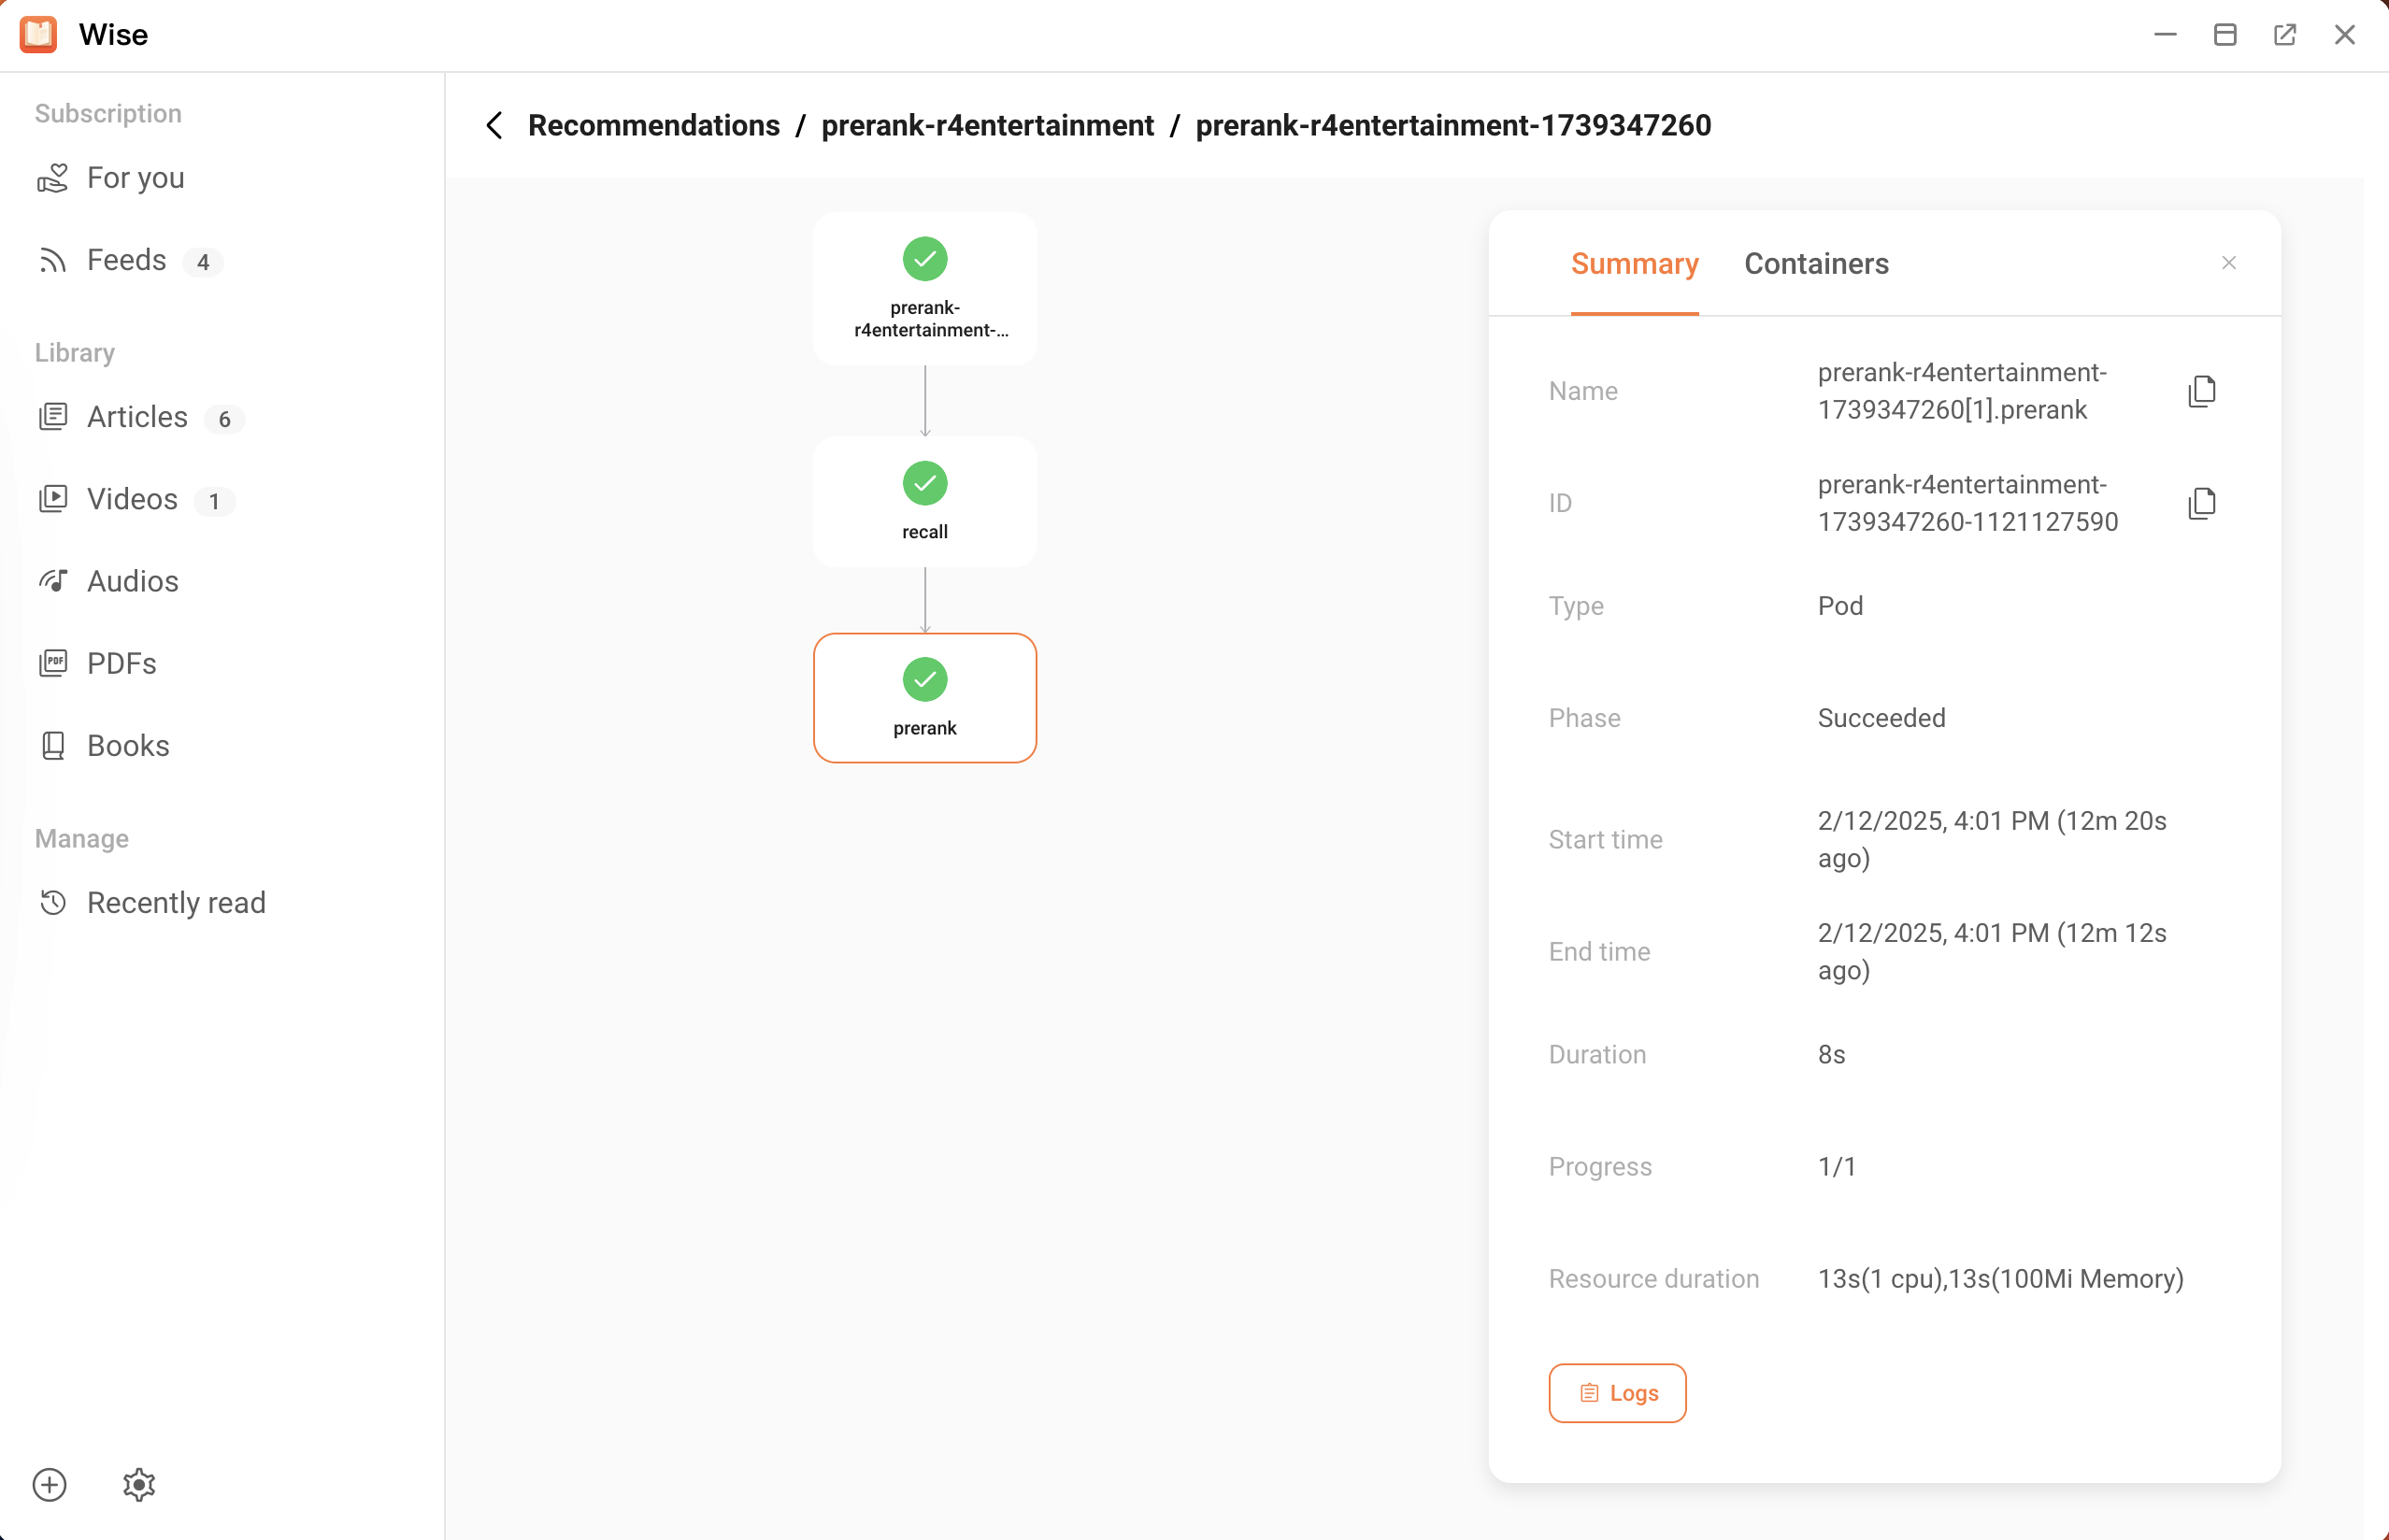 Wise
Subscription
For you
Feeds 4
Library
Articles 6
Videos 1
Audios
PDF
PDFs
Books
Manage
Recently read
Recommendations / prerank-r4entertainment / prerank-r4entertainment-1739347260
prerank-
r4entertainment-...
recall
prerank
Summary Containers
Name
prerank-r4entertainment-
1739347260[1].prerank
ID
prerank-r4entertainment-
1739347260-1121127590
Type Pod
Phase Succeeded
Start time
2/12/2025, 4:01 PM (12m 20s
ago)
End time
2/12/2025, 4:01 PM (12m 12s
ago)
Duration 8s
Progress 1/1
Resource duration 13s(1 cpu),13s(100Mi Memory)
Logs